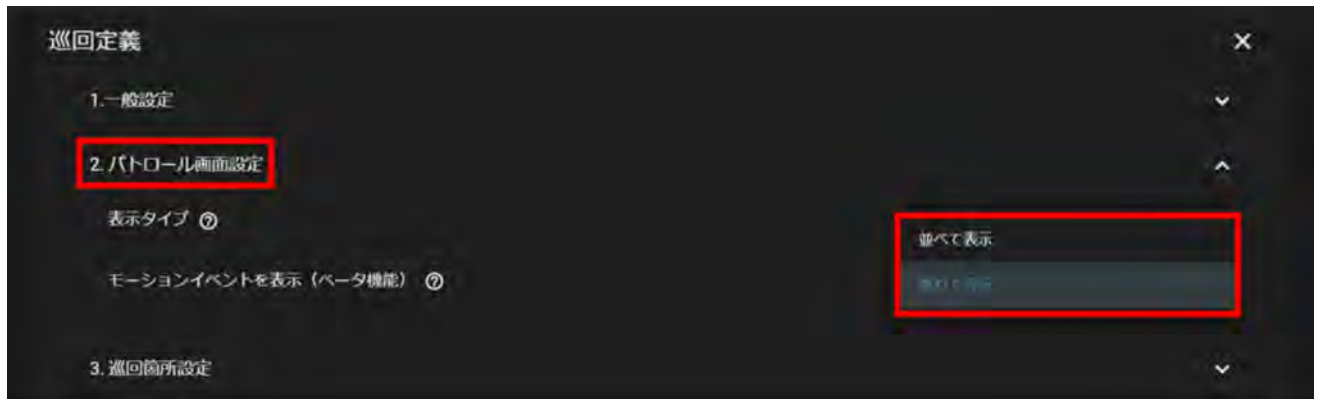 巡回定義
1.一般設定
2. パトロール画面設定
表示タイプ
並べて表示
モーションイベントを表示（ベータ機能）
3. 巡回箇所設定